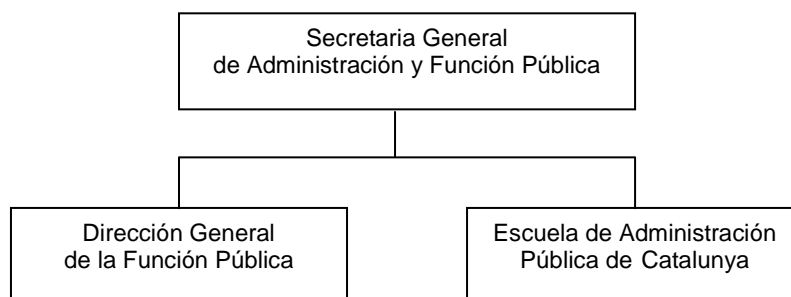 Secretaria General
de Administración y Función Pública
Dirección General
de la Función Pública
Escuela de Administración
Pública de Catalunya